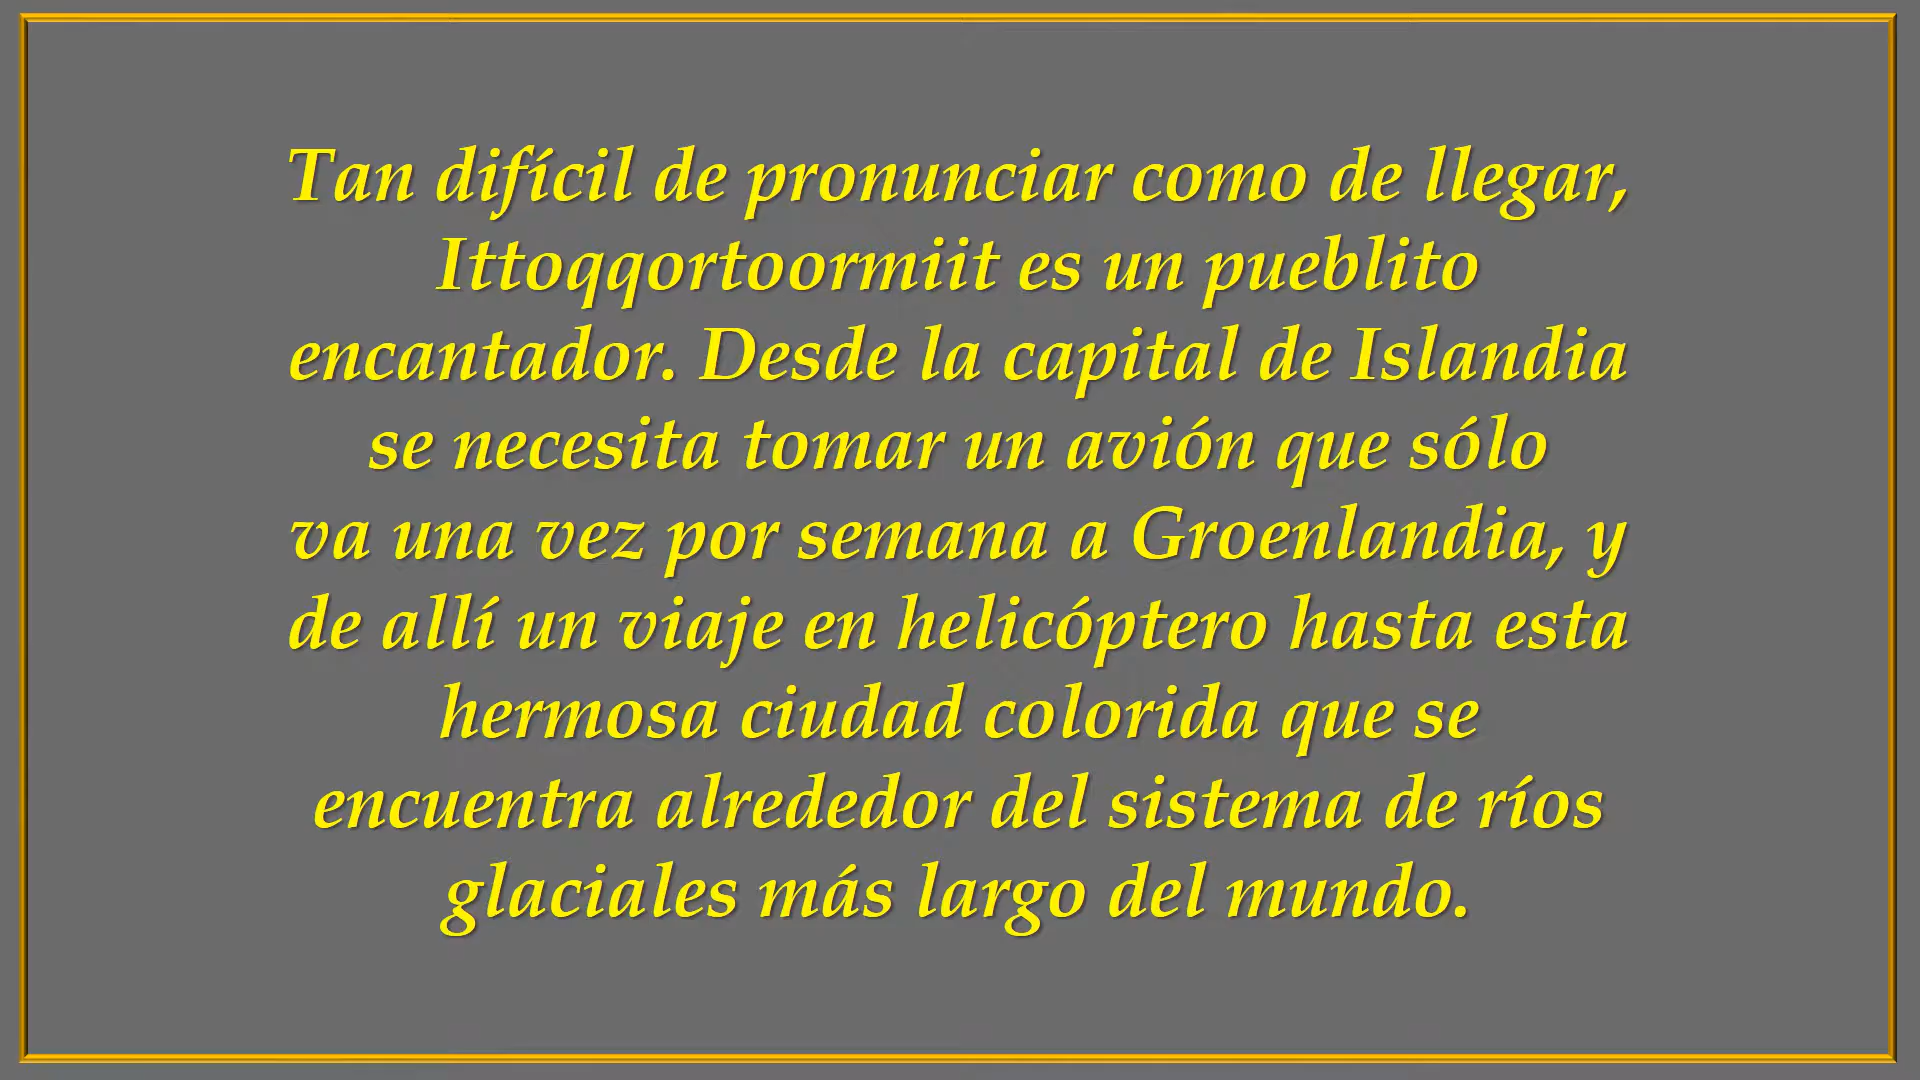 Tan difícil de pronunciar como de llegar,
Ittoqqortoormiit es un pueblito
encantador. Desde la capital de Islandia
se necesita tomar un avión que sólo
va una vez por semana a Groenlandia, y
de allí un viaje en helicóptero hasta esta
hermosa ciudad colorida que se
encuentra alrededor del sistema de ríos
glaciales más largo del mundo.